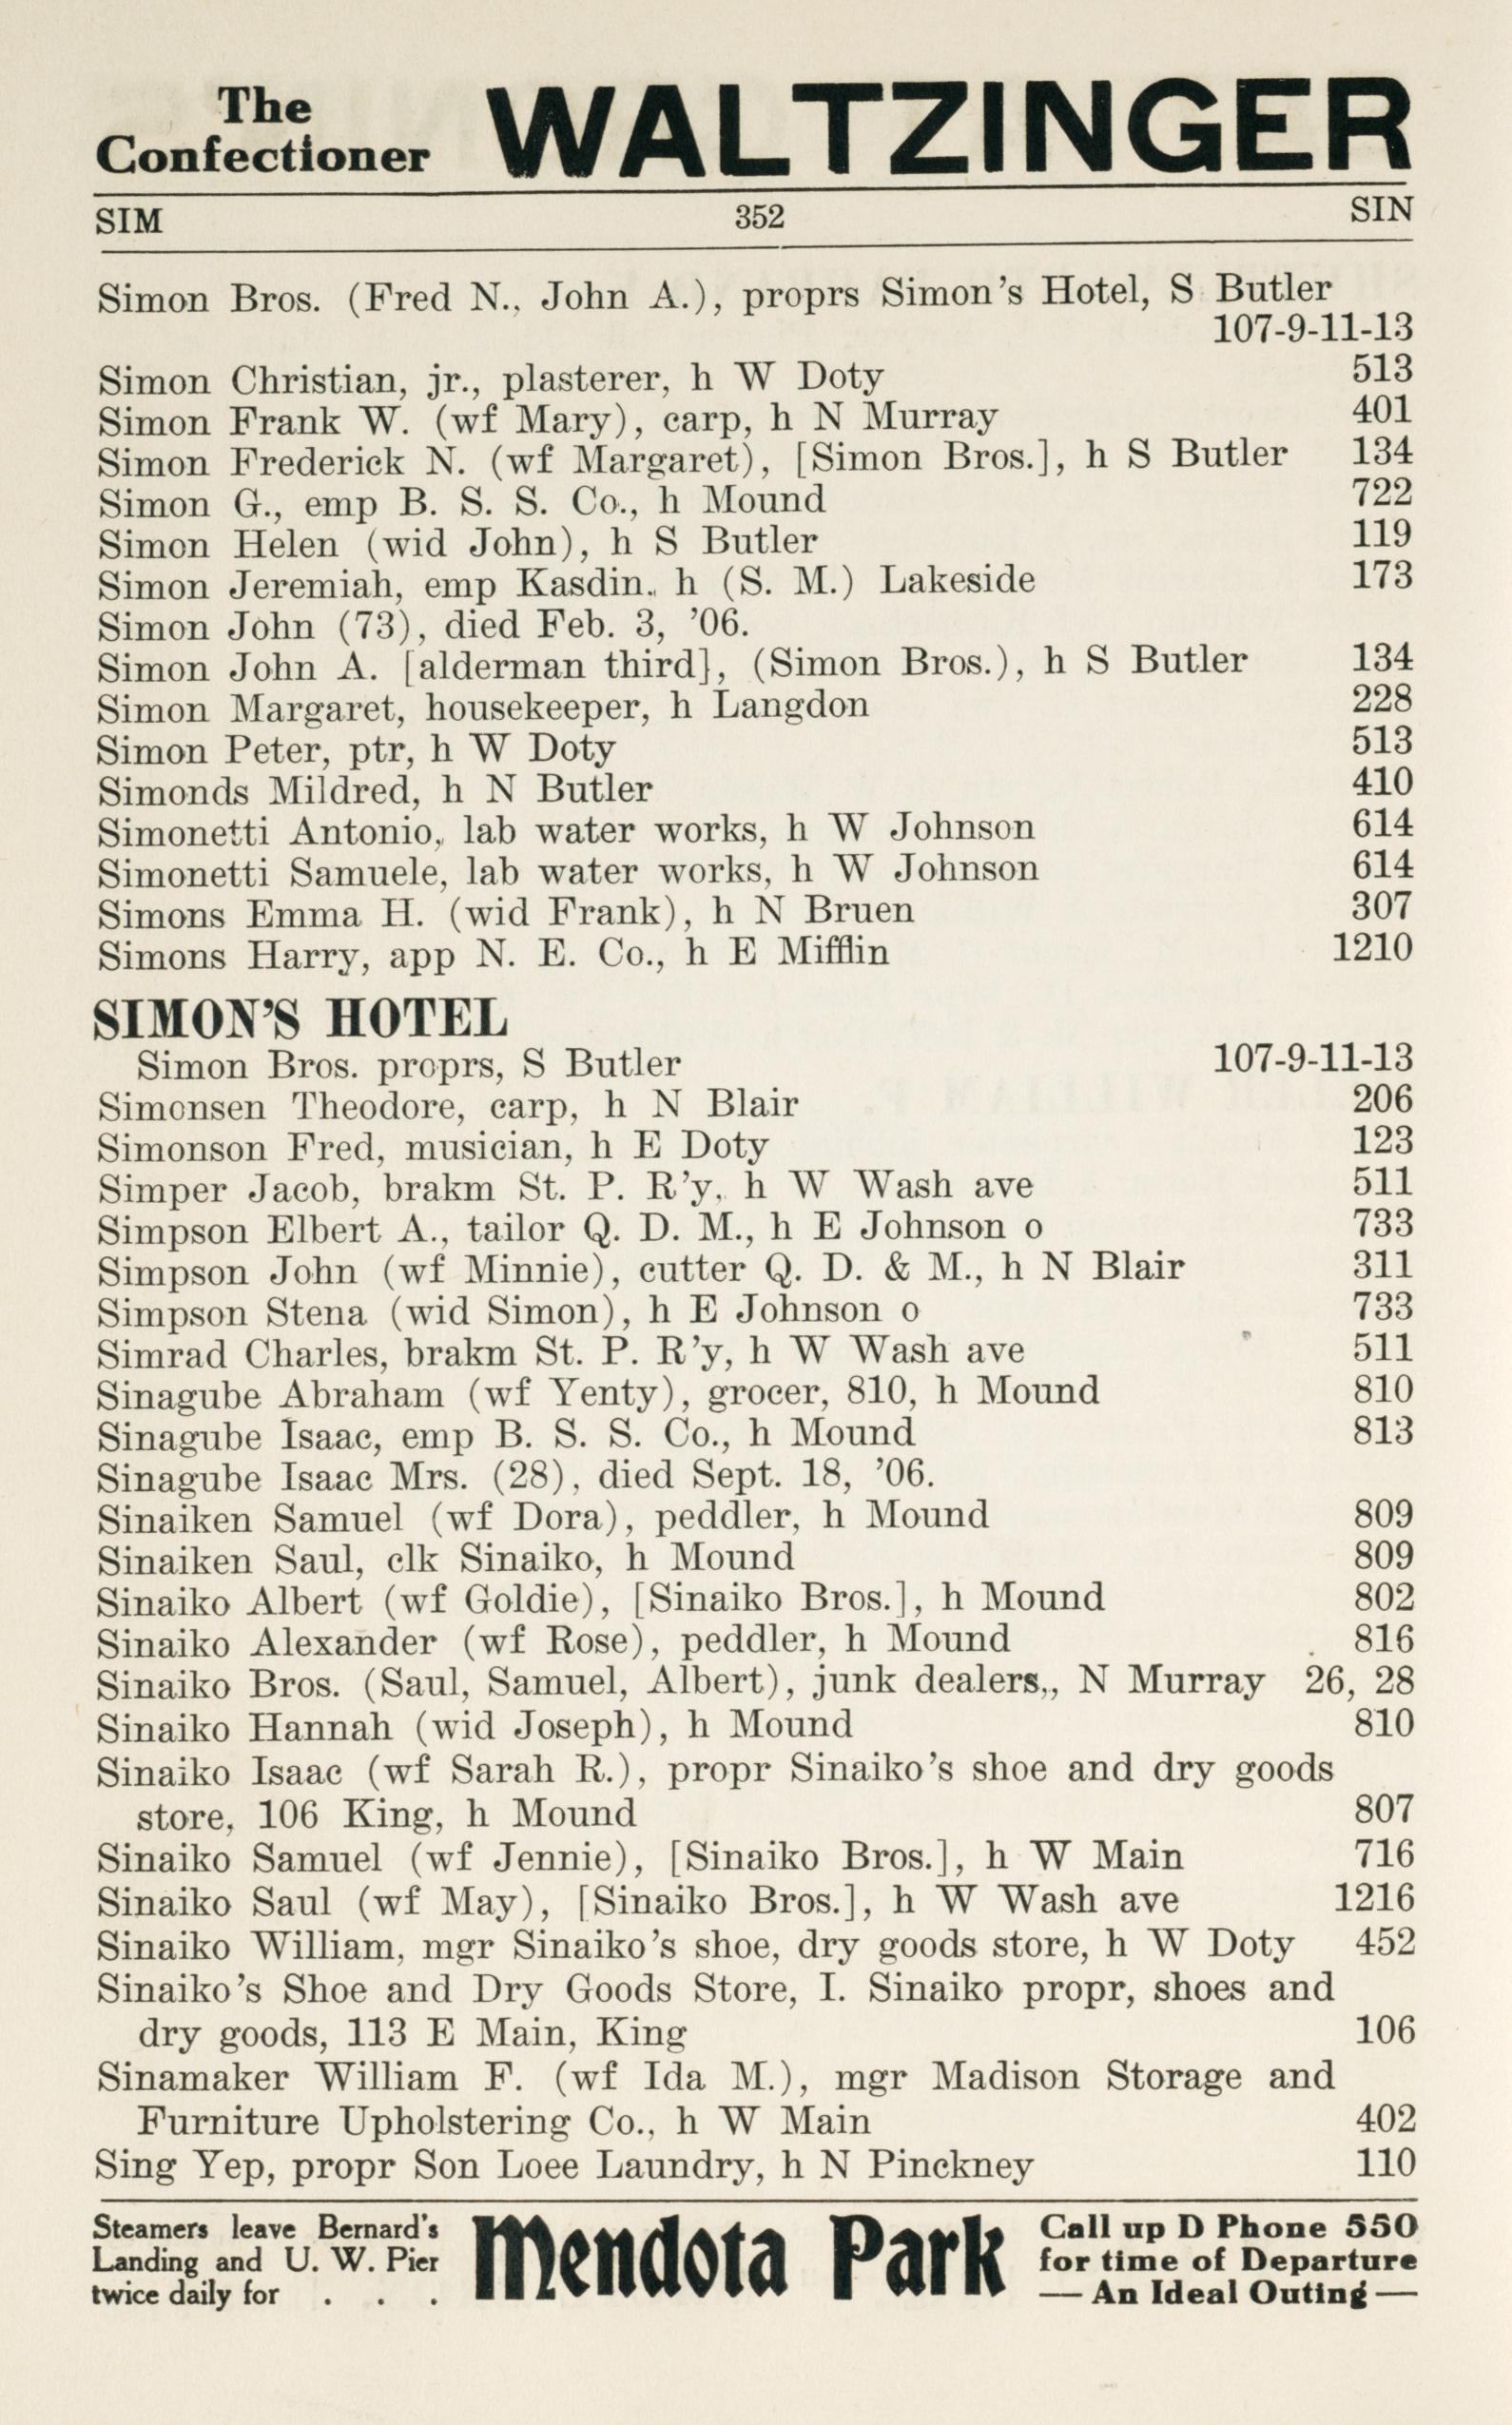 The
Confectioner WALTZINGER
SIM 352 SIN
Simon Bros. (Fred N., John A.), proprs Simon's Hotel, S Butler
107-9-11-13
Simon Christian, jr., plasterer, h W Doty 513
Simon Frank W. (wf Mary), carp, h N Murray 401
Simon Frederick N. (wf Margaret), [Simon Bros.], h S Butler 134
Simon G., emp B. S. S. Co., h Mound 722
Simon Helen (wid John), h S Butler 119
Simon Jeremiah, emp Kasdin, h (S. M.) Lakeside 173
Simon John (73), died Feb. 3, '06.
Simon John A. [alderman third], (Simon Bros.), h S Butler 134
Simon Margaret, housekeeper, h Langdon 228
Simon Peter, ptr, h W Doty 513
Simonds Mildred, h N Butler 410
Simonetti Antonio, lab water works, h W Johnson 614
Simonetti Samuele, lab water works, h W Johnson 614
Simons Emma H. (wid Frank), h N Bruen 307
Simons Harry, app N. E. Co., h E Mifflin 1210
SIMON'S HOTEL
Simon Bros. proprs, S Butler 107-9-11-13
Simonsen Theodore, carp, h N Blair 206
Simonson Fred, musician, h E Doty 123
Simper Jacob, brakm St. P. R'y, h W Wash ave 511
Simpson Elbert A., tailor Q. D. M., h E Johnson o 733
Simpson John (wf Minnie), cutter Q. D. & M., h N Blair 311
Simpson Stena (wid Simon), h E Johnson o 733
Simrad Charles, brakm St. P. R'y, h W Wash ave 511
Sinagube Abraham (wf Yenty), grocer, 810, h Mound 810
Sinagube Isaac, emp B. S. S. Co., h Mound 813
Sinagube Isaac Mrs. (28), died Sept. 18, '06.
Sinaiken Samuel (wf Dora), peddler, h Mound 809
Sinaiken Saul, clk Sinaiko, h Mound 809
Sinaiko Albert (wf Goldie), [Sinaiko Bros.], h Mound 802
Sinaiko Alexander (wf Rose), peddler, h Mound 816
Sinaiko Bros. (Saul, Samuel, Albert), junk dealers,, N Murray 26, 28
Sinaiko Hannah (wid Joseph), h Mound 810
Sinaiko Isaac (wf Sarah R.), propr Sinaiko's shoe and dry goods
store, 106 King, h Mound 807
Sinaiko Samuel (wf Jennie), [Sinaiko Bros.], h W Main 716
Sinaiko Saul (wf May), [Sinaiko Bros.], h W Wash ave 1216
Sinaiko William, mgr Sinaiko's shoe, dry goods store, h W Doty 452
Sinaiko's Shoe and Dry Goods Store, I. Sinaiko propr, shoes and
dry goods, 113 E Main, King 106
Sinamaker William F. (wf Ida M.), mgr Madison Storage and
Furniture Upholstering Co., h W Main 402
Sing Yep, propr Son Loee Laundry, h N Pinckney 110
Steamers leave Bernard's
Landing and U. W. Pier
twice daily for . . .
Mendota Park
Call up D Phone 550
for time of Departure
— An Ideal Outing —